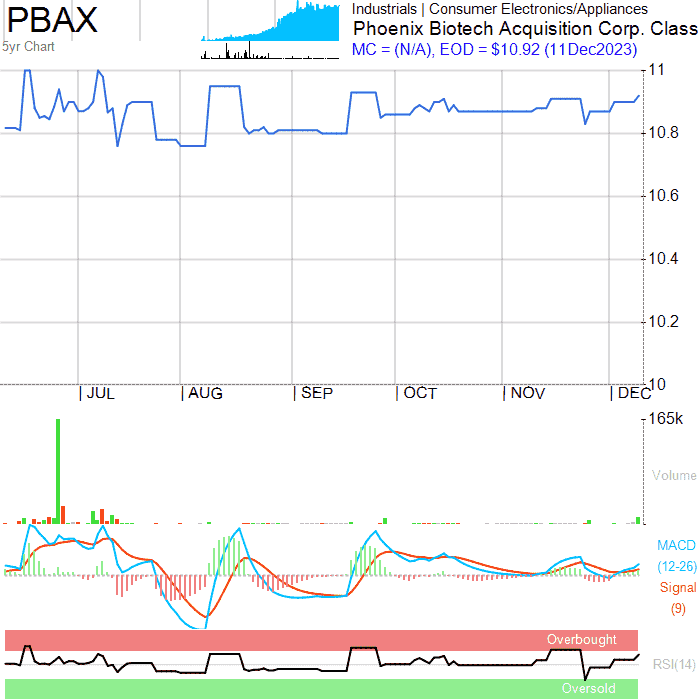 PBAX
5yr Chart
Industrials | Consumer Electronics/Appliances
Phoenix Biotech Acquisition Corp. Class
MC = (N/A), EOD = $10.92 (11Dec2023)
11
10.8
10.6
10.4
10.2
10
| JUL | AUG | SEP | OCT | NOV | DEC
165k
Volume
MACD
(12-26)
Signal
(9)
Overbought
RSI(14)
Oversold